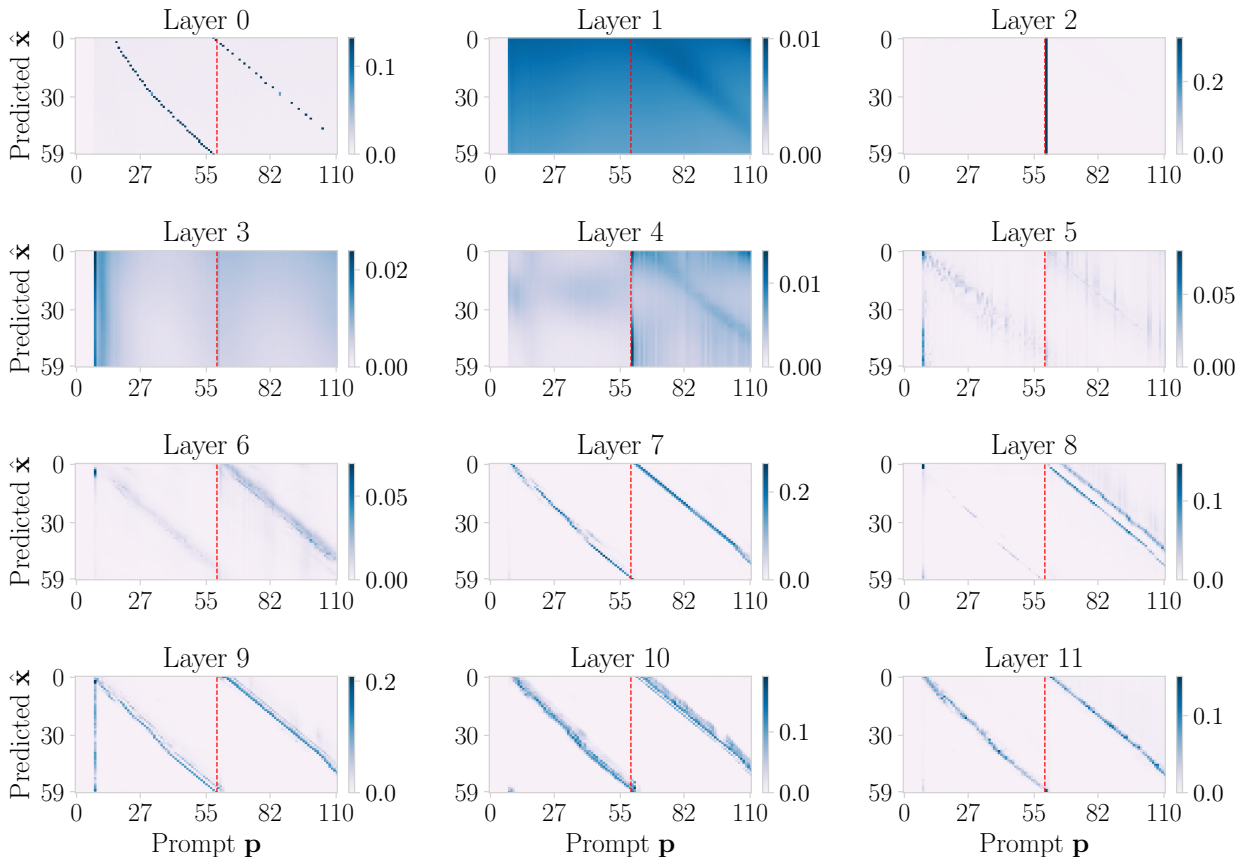 Layer 0 Layer 1 Layer 2
Predicted x̂
0 30 59
0.1 0.0
0 30 59
0.01 0.00
0 30 59
0.2 0.0
0 27 55 82 110 0 27 55 82 110 0 27 55 82 110
Layer 3 Layer 4 Layer 5
Predicted x̂
0 30 59
0.02 0.00
0 30 59
0.01 0.00
0 30 59
0.05 0.00
0 27 55 82 110 0 27 55 82 110 0 27 55 82 110
Layer 6 Layer 7 Layer 8
Predicted x̂
0 30 59
0.05 0.00
0 30 59
0.2 0.0
0 30 59
0.1 0.0
0 27 55 82 110 0 27 55 82 110 0 27 55 82 110
Layer 9 Layer 10 Layer 11
Predicted x̂
0 30 59
0.2 0.0
0 30 59
0.1 0.0
0 30 59
0.1 0.0
0 27 55 82 110 0 27 55 82 110 0 27 55 82 110
Prompt p Prompt p Prompt p